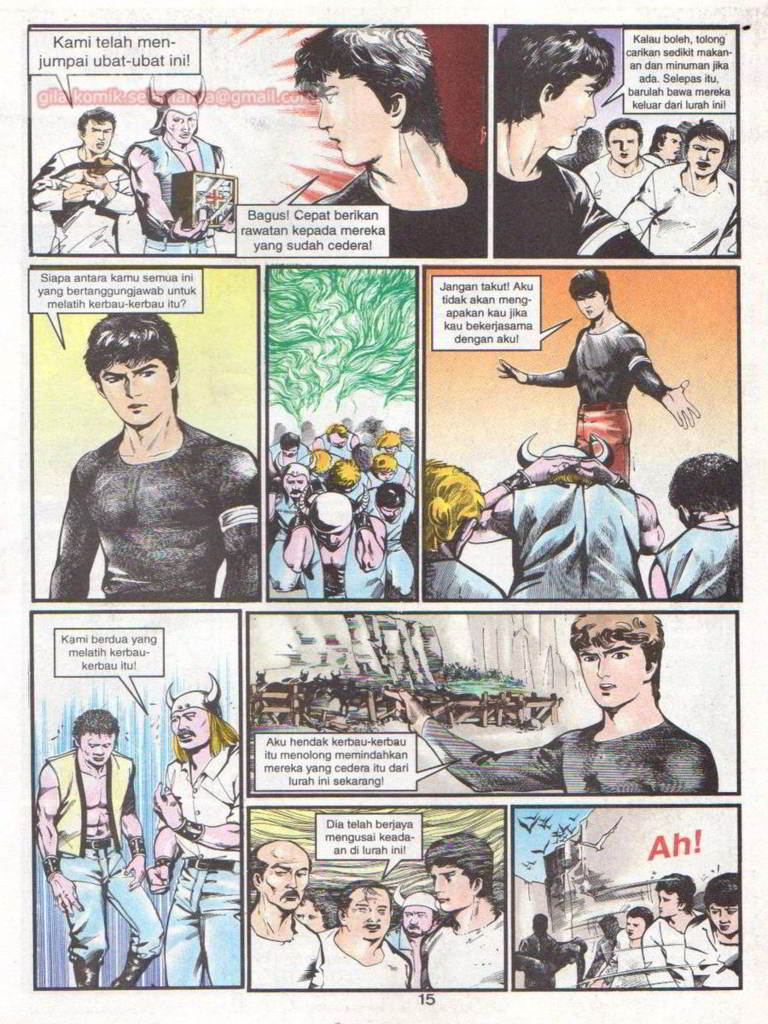 Kami telah men-
jumpai ubat-ubat ini!
Bagus! Cepat berikan
rawatan kepada mereka
yang sudah cedera!
Kalau boleh, tolong
carikan sedikit makan-
an dan minuman jika
ada. Selepas itu,
barulah bawa mereka
keluar dari lurah ini!
Siapa antara kamu semua ini
yang bertanggungjawab untuk
melatih kerbau-kerbau itu?
Jangan takut! Aku
tidak akan meng-
apakan kau jika
kau bekerjasama
dengan aku!
Kami berdua yang
melatih kerbau-
kerbau itu!
Aku hendak kerbau-kerbau
itu menolong memindahkan
mereka yang cedera itu dari
lurah ini sekarang!
Dia telah berjaya
mengusai keada-
an di lurah ini!
Ah!
15